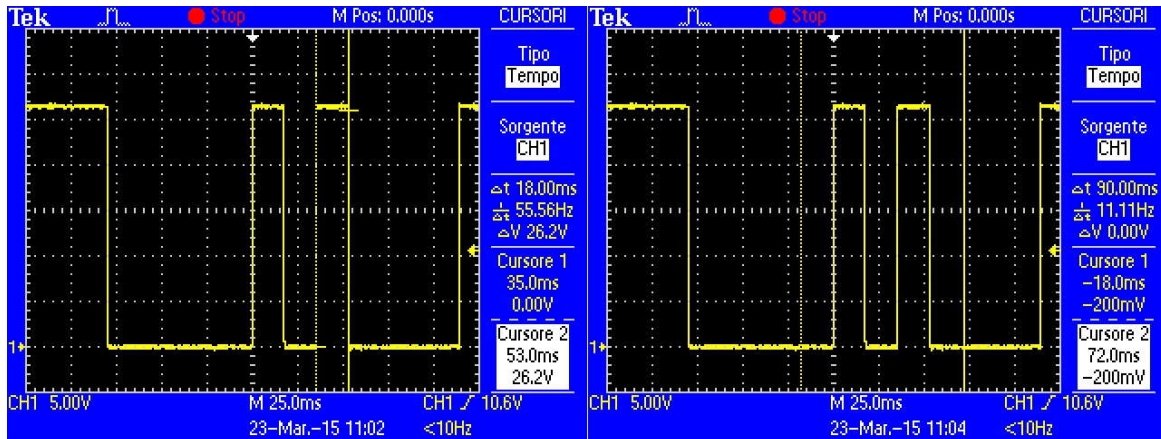 Tek Stop M Pos: 0.000s CURSORI
Tipo
Tempo
Sorgente
CH1
△t 18.00ms
1/△t 55.56Hz
△V 26.2V
Cursore 1
35.0ms
0.00V
Cursore 2
53.0ms
26.2V
1
CH1 5.00V M 25.0ms CH1 10.6V
23-Mar.-15 11:02 <10Hz
Tek Stop M Pos: 0.000s CURSORI
Tipo
Tempo
Sorgente
CH1
△t 90.00ms
1/△t 11.11Hz
△V 0.00V
Cursore 1
-18.0ms
-200mV
Cursore 2
72.0ms
-200mV
1
CH1 5.00V M 25.0ms CH1 10.6V
23-Mar.-15 11:04 <10Hz